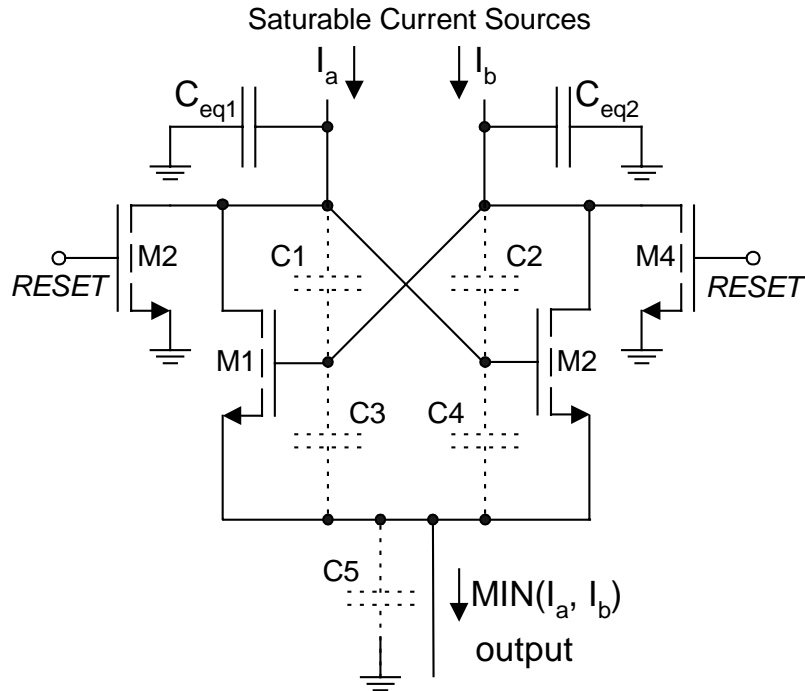 Saturable Current Sources
I_a I_b
C_eq1 C_eq2
M2 C1 C2 M4
RESET RESET
M1 M2
C3 C4
C5 MIN(I_a, I_b)
output